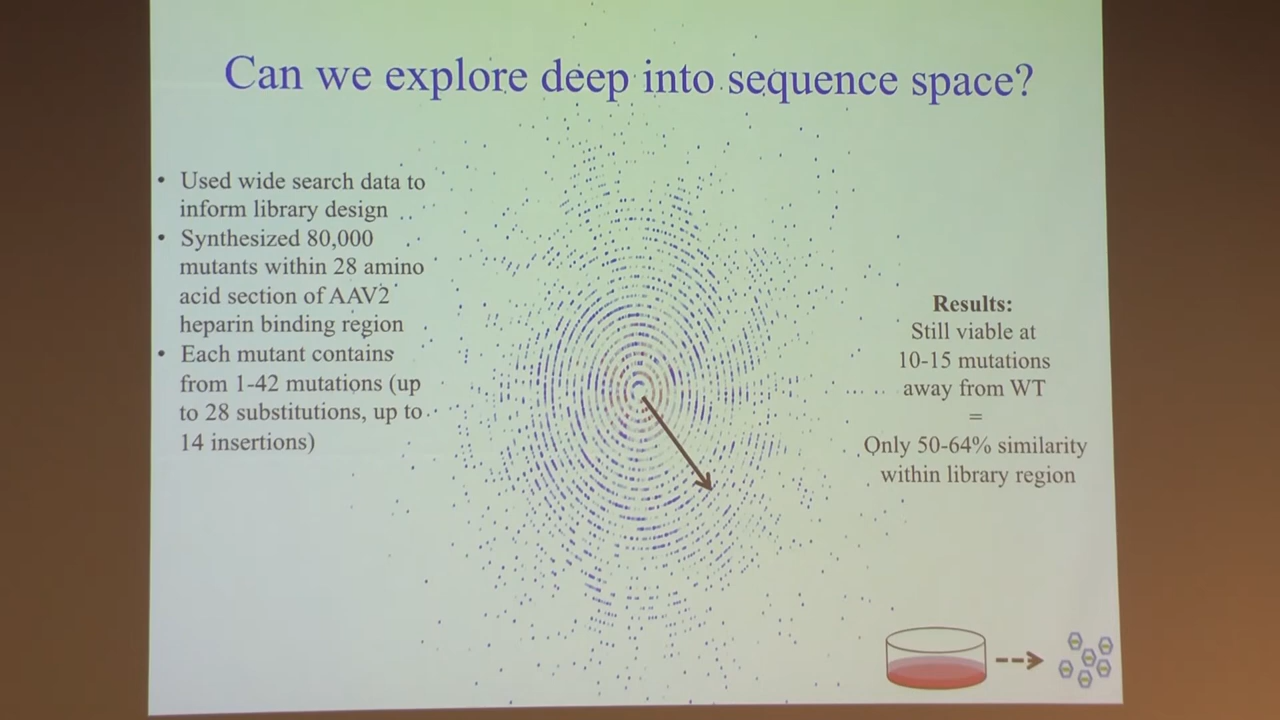 Can we explore deep into sequence space?
• Used wide search data to
inform library design
• Synthesized 80,000
mutants within 28 amino
acid section of AAV2
heparin binding region
• Each mutant contains
from 1-42 mutations (up
to 28 substitutions, up to
14 insertions)
Results:
Still viable at
10-15 mutations
away from WT
=
Only 50-64% similarity
within library region